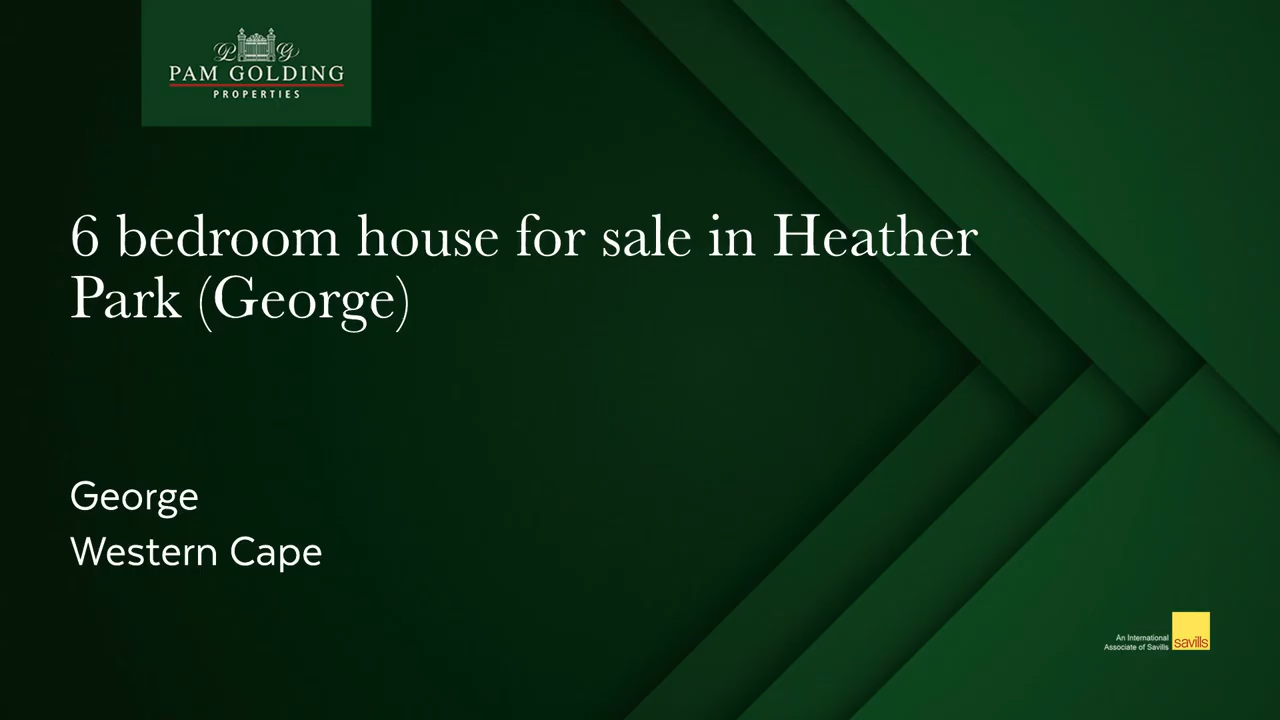 PG
PAM GOLDING
PROPERTIES
6 bedroom house for sale in Heather
Park (George)
George
Western Cape
An International
Associate of Savills
savills